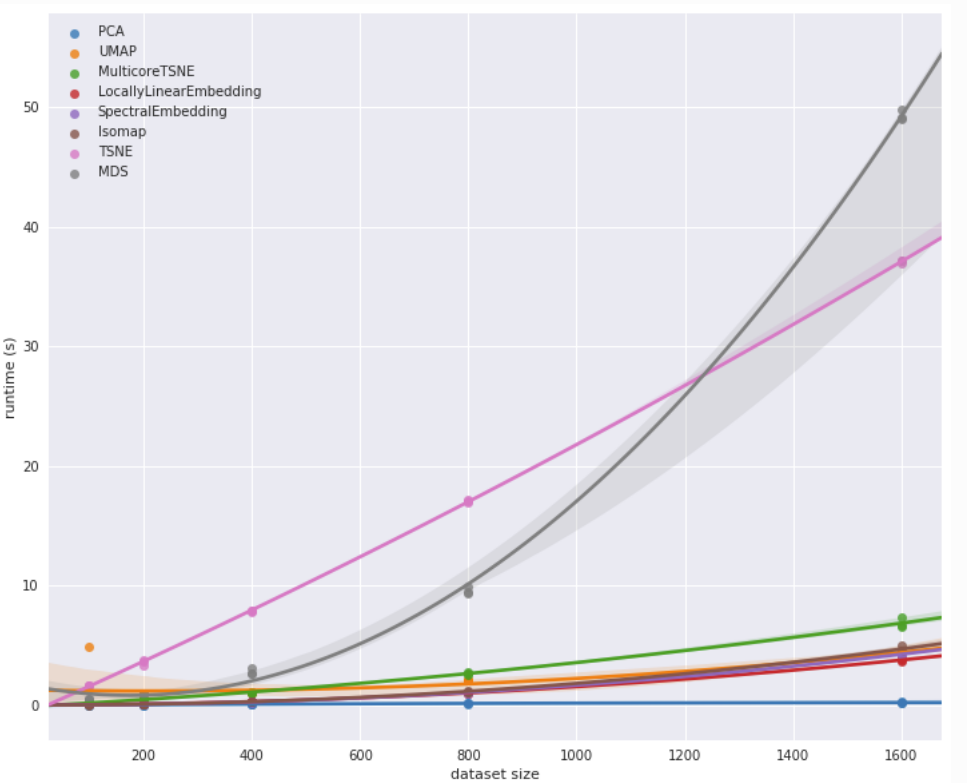 PCA
UMAP
MulticoreTSNE
LocallyLinearEmbedding
SpectralEmbedding
Isomap
TSNE
MDS
50
40
30
20
10
0
runtime (s)
200 400 600 800 1000 1200 1400 1600
dataset size